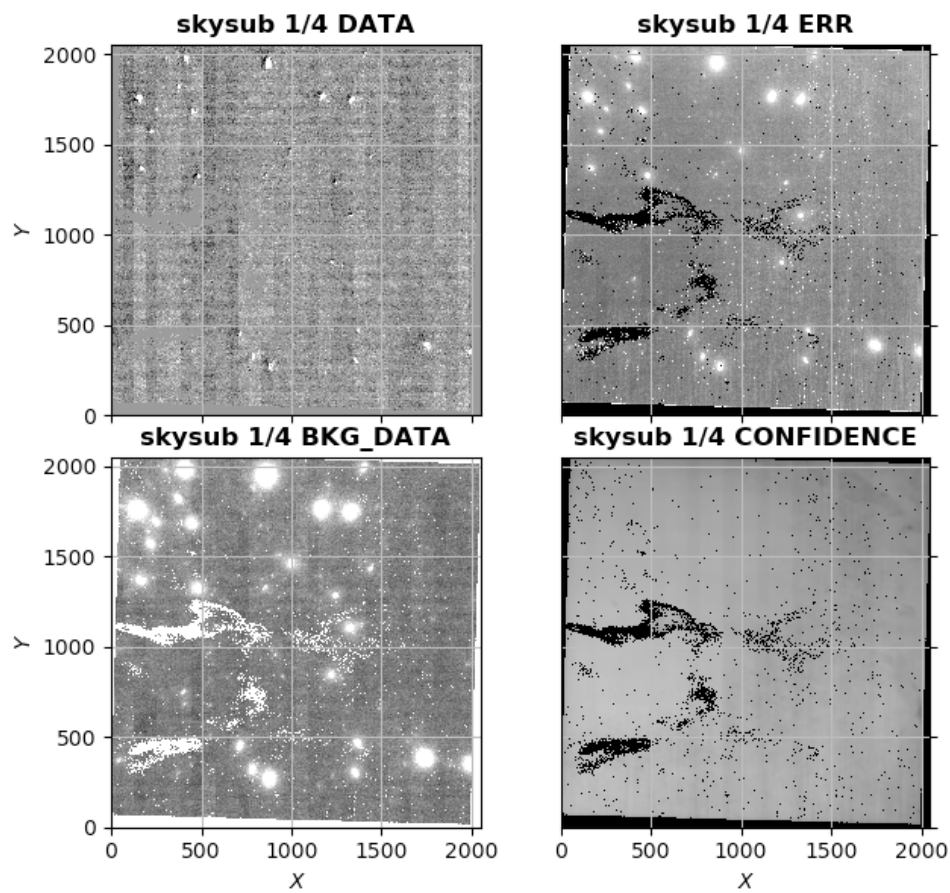 skysub 1/4 DATA
skysub 1/4 ERR
2000
1500
1000
500
0
Y
skysub 1/4 BKG_DATA
skysub 1/4 CONFIDENCE
2000
1500
1000
500
0
Y
0 500 1000 1500 2000
X
0 500 1000 1500 2000
X